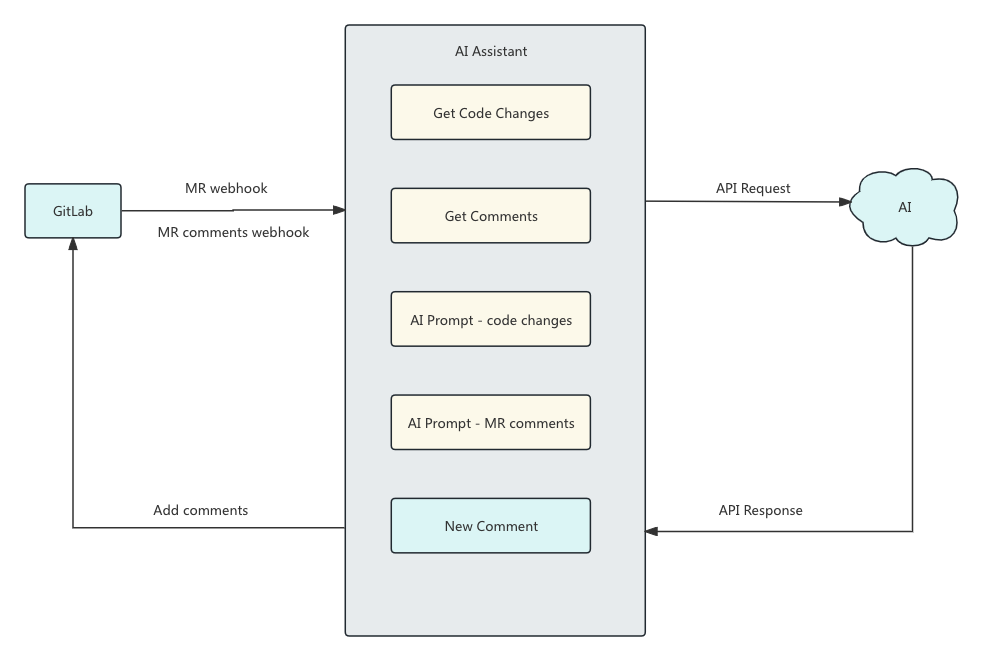 AI Assistant
Get Code Changes
MR webhook
API Request
GitLab
Get Comments
AI
MR comments webhook
AI Prompt - code changes
AI Prompt - MR comments
Add comments
New Comment
API Response